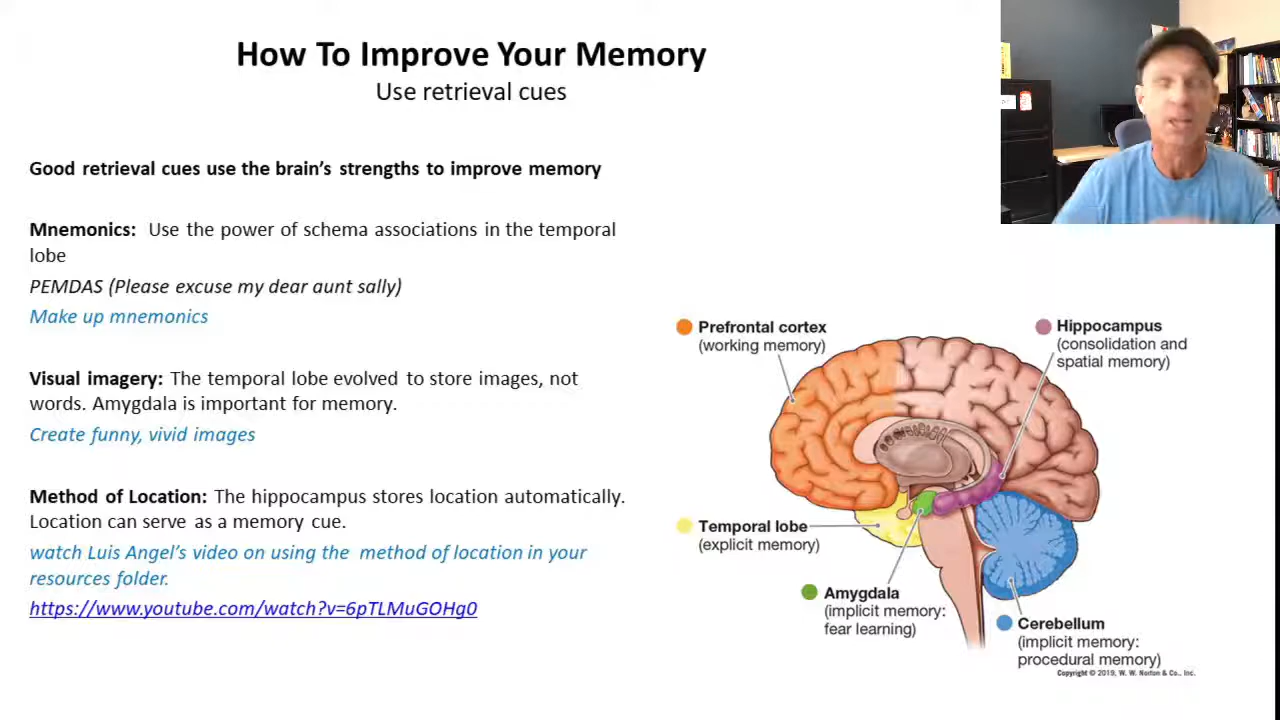 How To Improve Your Memory
Use retrieval cues
Good retrieval cues use the brain’s strengths to improve memory
Mnemonics: Use the power of schema associations in the temporal
lobe
PEMDAS (Please excuse my dear aunt sally)
Make up mnemonics
Visual imagery: The temporal lobe evolved to store images, not
words. Amygdala is important for memory.
Create funny, vivid images
Method of Location: The hippocampus stores location automatically.
Location can serve as a memory cue.
watch Luis Angel’s video on using the method of location in your
resources folder.
https://www.youtube.com/watch?v=6pTLMuGOHg0
Prefrontal cortex
(working memory)
Hippocampus
(consolidation and
spatial memory)
Temporal lobe
(explicit memory)
Amygdala
(implicit memory:
fear learning)
Cerebellum
(implicit memory:
procedural memory)
Copyright © 2019, W. W. Norton & Co., Inc.